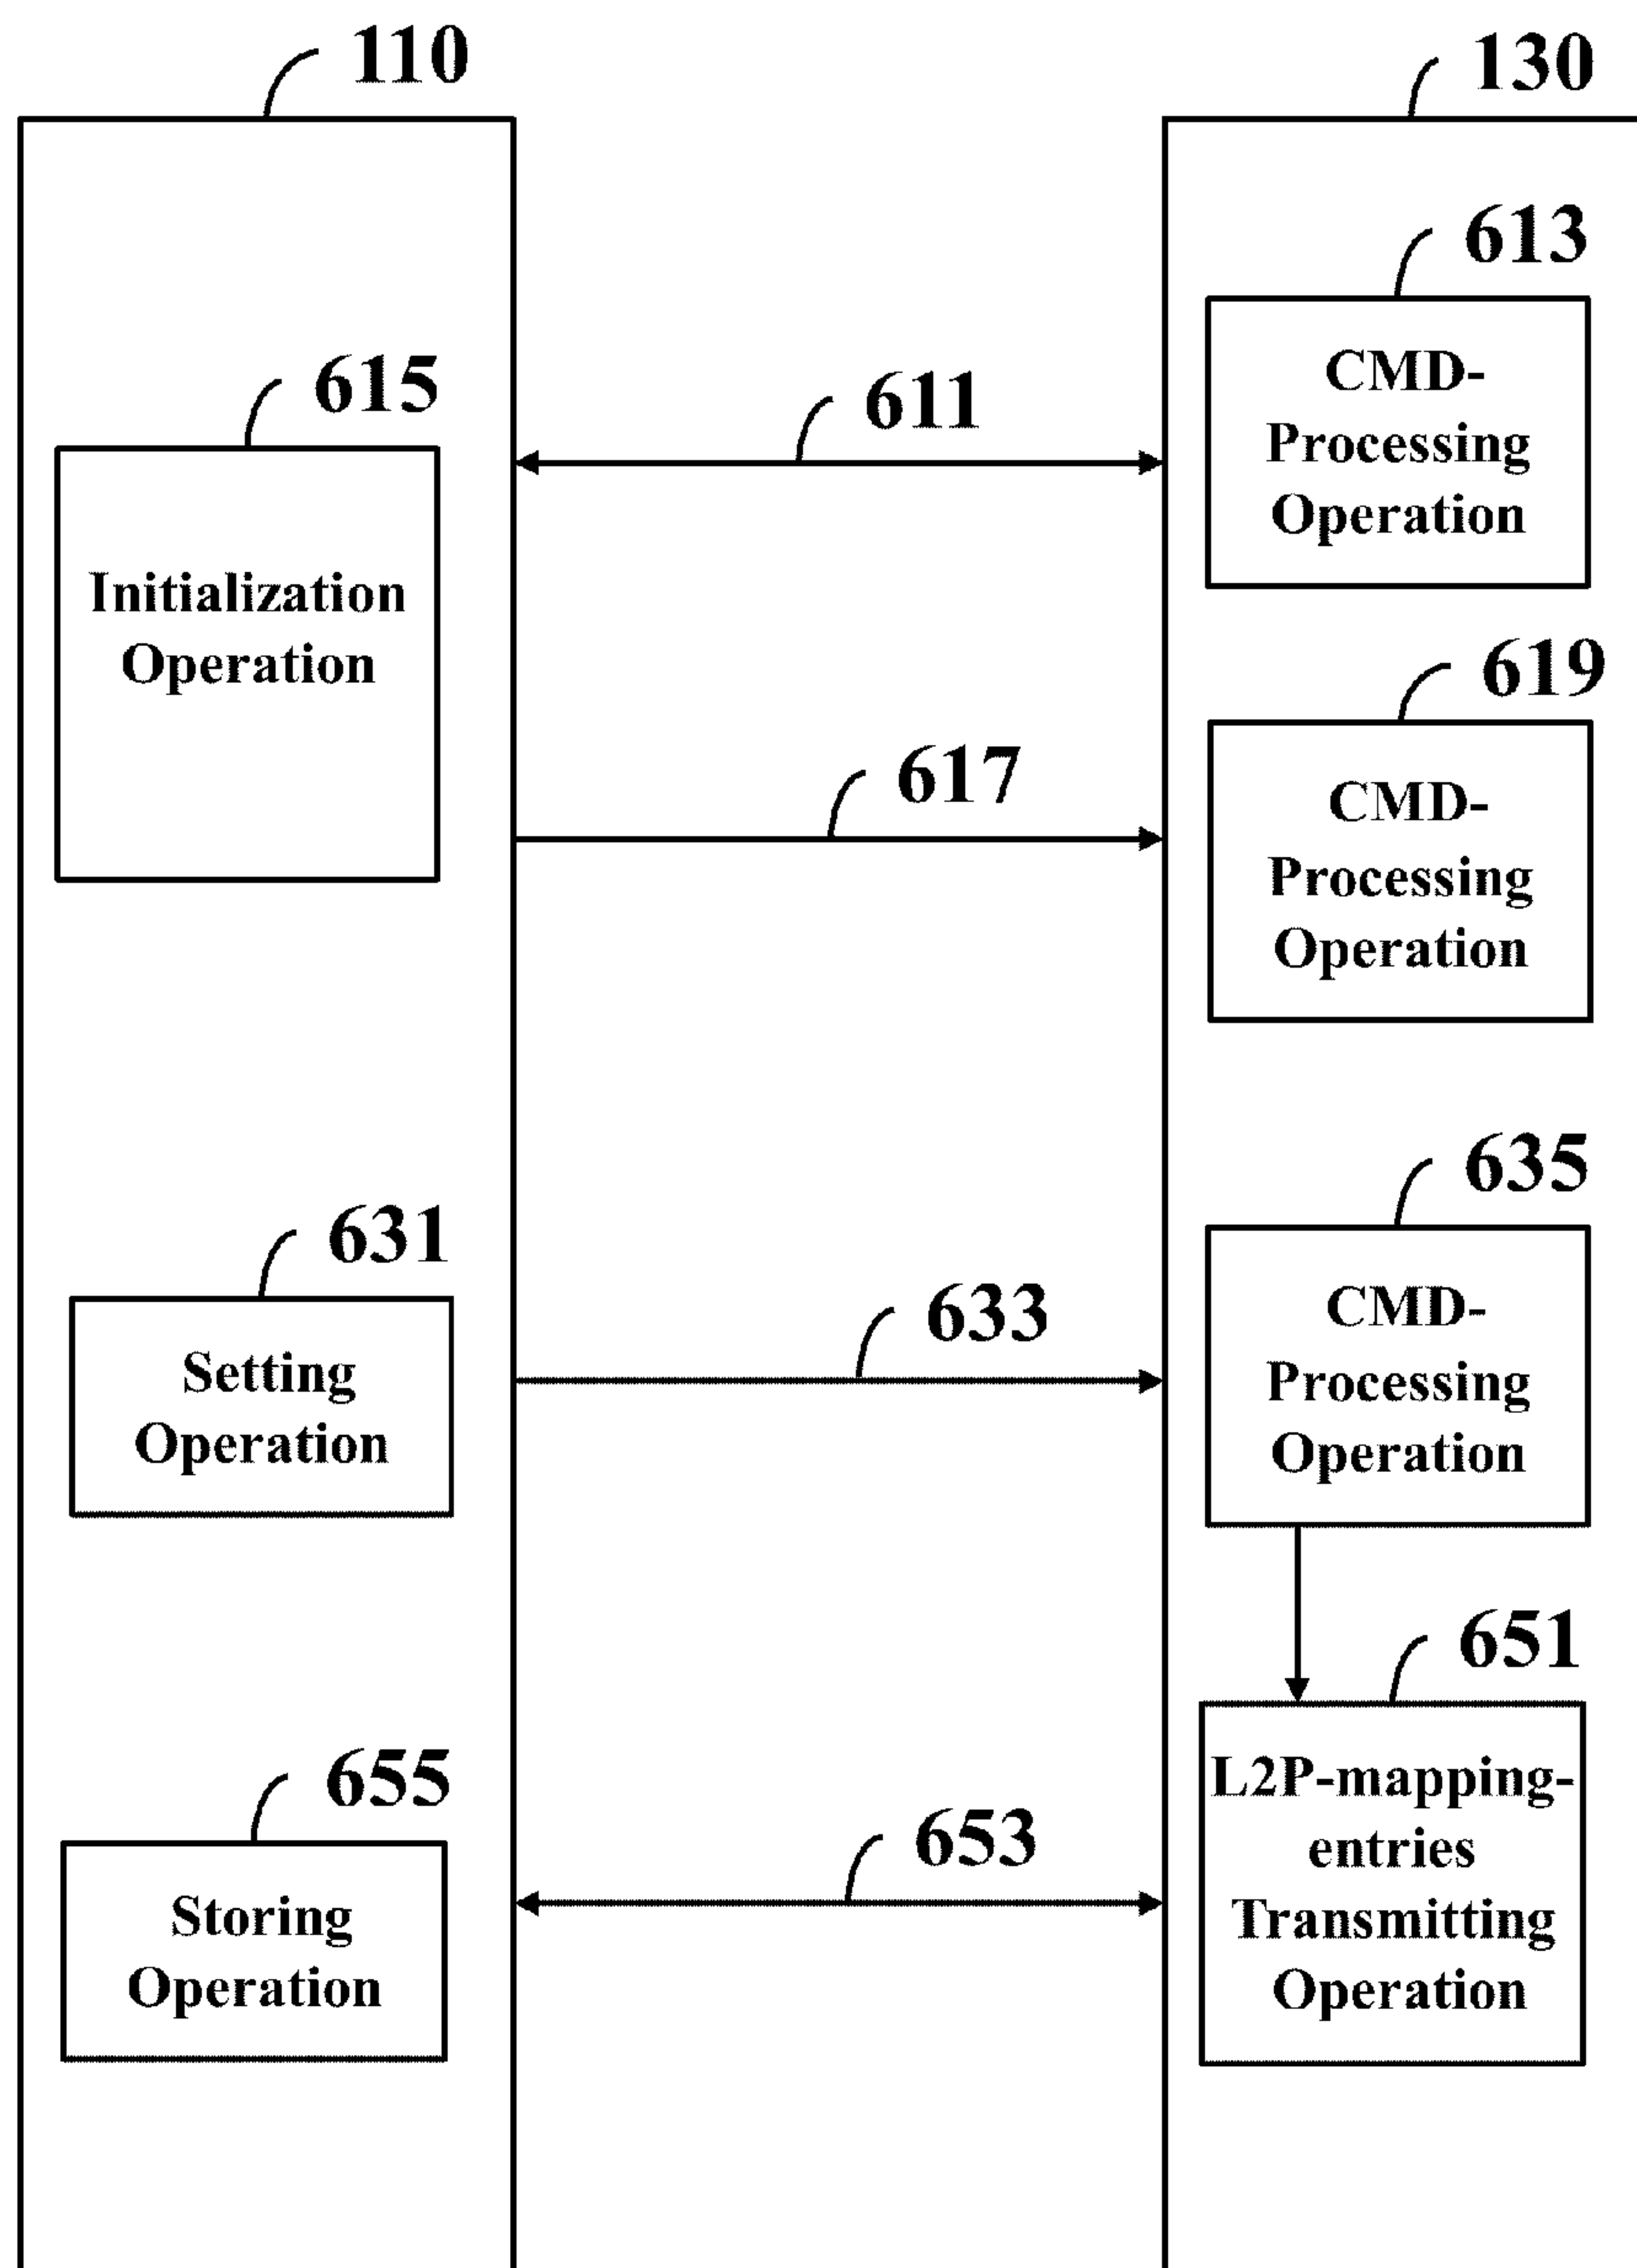 110
130
613
CMD-
Processing
Operation
615
Initialization
Operation
611
619
CMD-
Processing
Operation
617
635
CMD-
Processing
Operation
631
Setting
Operation
633
651
L2P-mapping-
entries
Transmitting
Operation
655
Storing
Operation
653